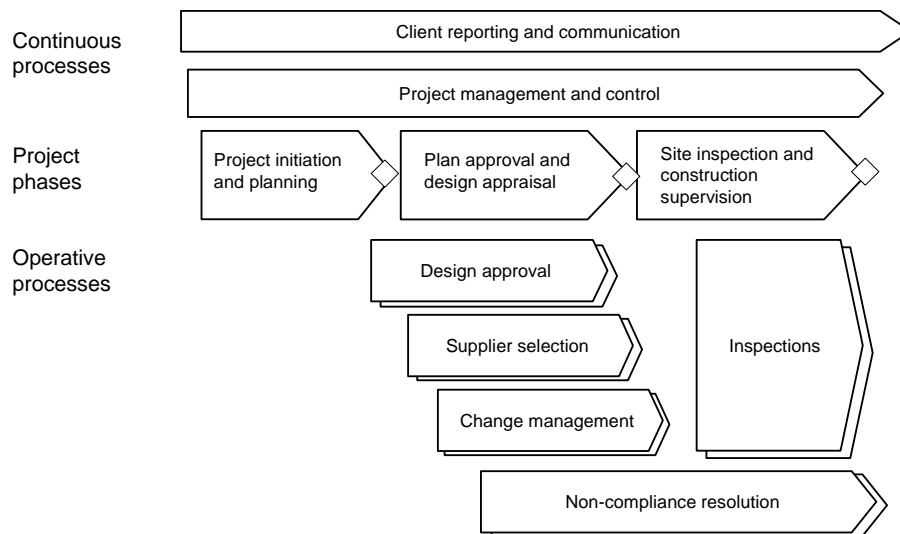 Continuous
processes
Client reporting and communication
Project management and control
Project
phases
Project initiation
and planning
Plan approval and
design appraisal
Site inspection and
construction
supervision
Operative
processes
Design approval
Supplier selection
Change management
Inspections
Non-compliance resolution